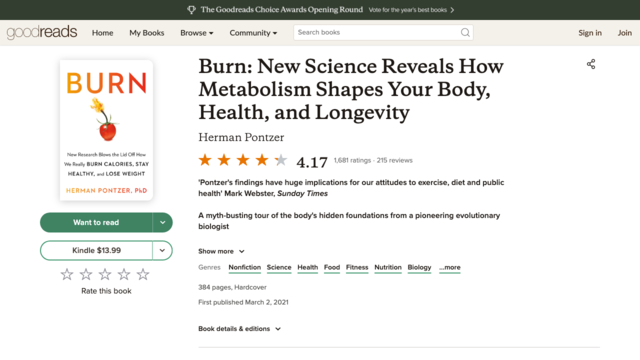 The Goodreads Choice Awards Opening Round Vote for the year's best books
goodreads Home My Books Browse Community Search books Sign in Join
BURN
New Research Blows the Lid Off How
We Really BURN CALORIES, STAY
HEALTHY, and LOSE WEIGHT
HERMAN PONTZER, PhD
Want to read
Kindle $13.99
Rate this book
Burn: New Science Reveals How
Metabolism Shapes Your Body,
Health, and Longevity
Herman Pontzer
4.17 1,681 ratings · 215 reviews
'Pontzer's findings have huge implications for our attitudes to exercise, diet and public
health' Mark Webster, Sunday Times
A myth-busting tour of the body's hidden foundations from a pioneering evolutionary
biologist
Show more
Genres Nonfiction Science Health Food Fitness Nutrition Biology ...more
384 pages, Hardcover
First published March 2, 2021
Book details & editions